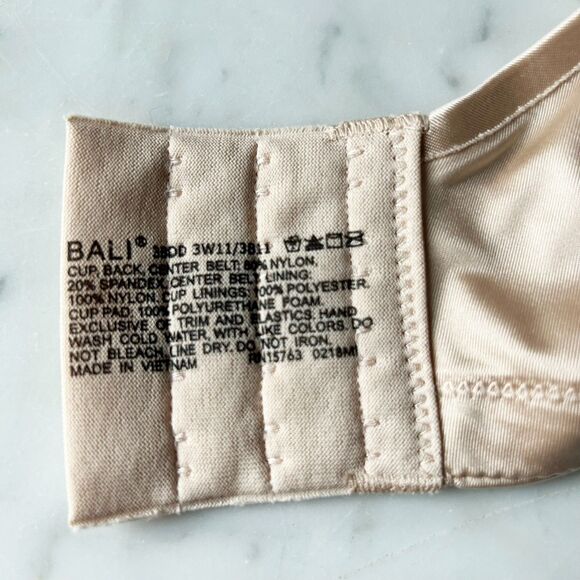 BALI® 38DD 3W11/3811
CUP, BACK, CENTER BELT: 80% NYLON,
20% SPANDEX, CENTER BELT LINING:
100% NYLON. CUP LININGS: 100% POLYESTER.
CUP PAD: 100% POLYURETHANE FOAM.
EXCLUSIVE OF TRIM AND ELASTICS. HAND
WASH COLD WATER, WITH LIKE COLORS. DO
NOT BLEACH. LINE DRY. DO NOT IRON.
MADE IN VIETNAM RN15763